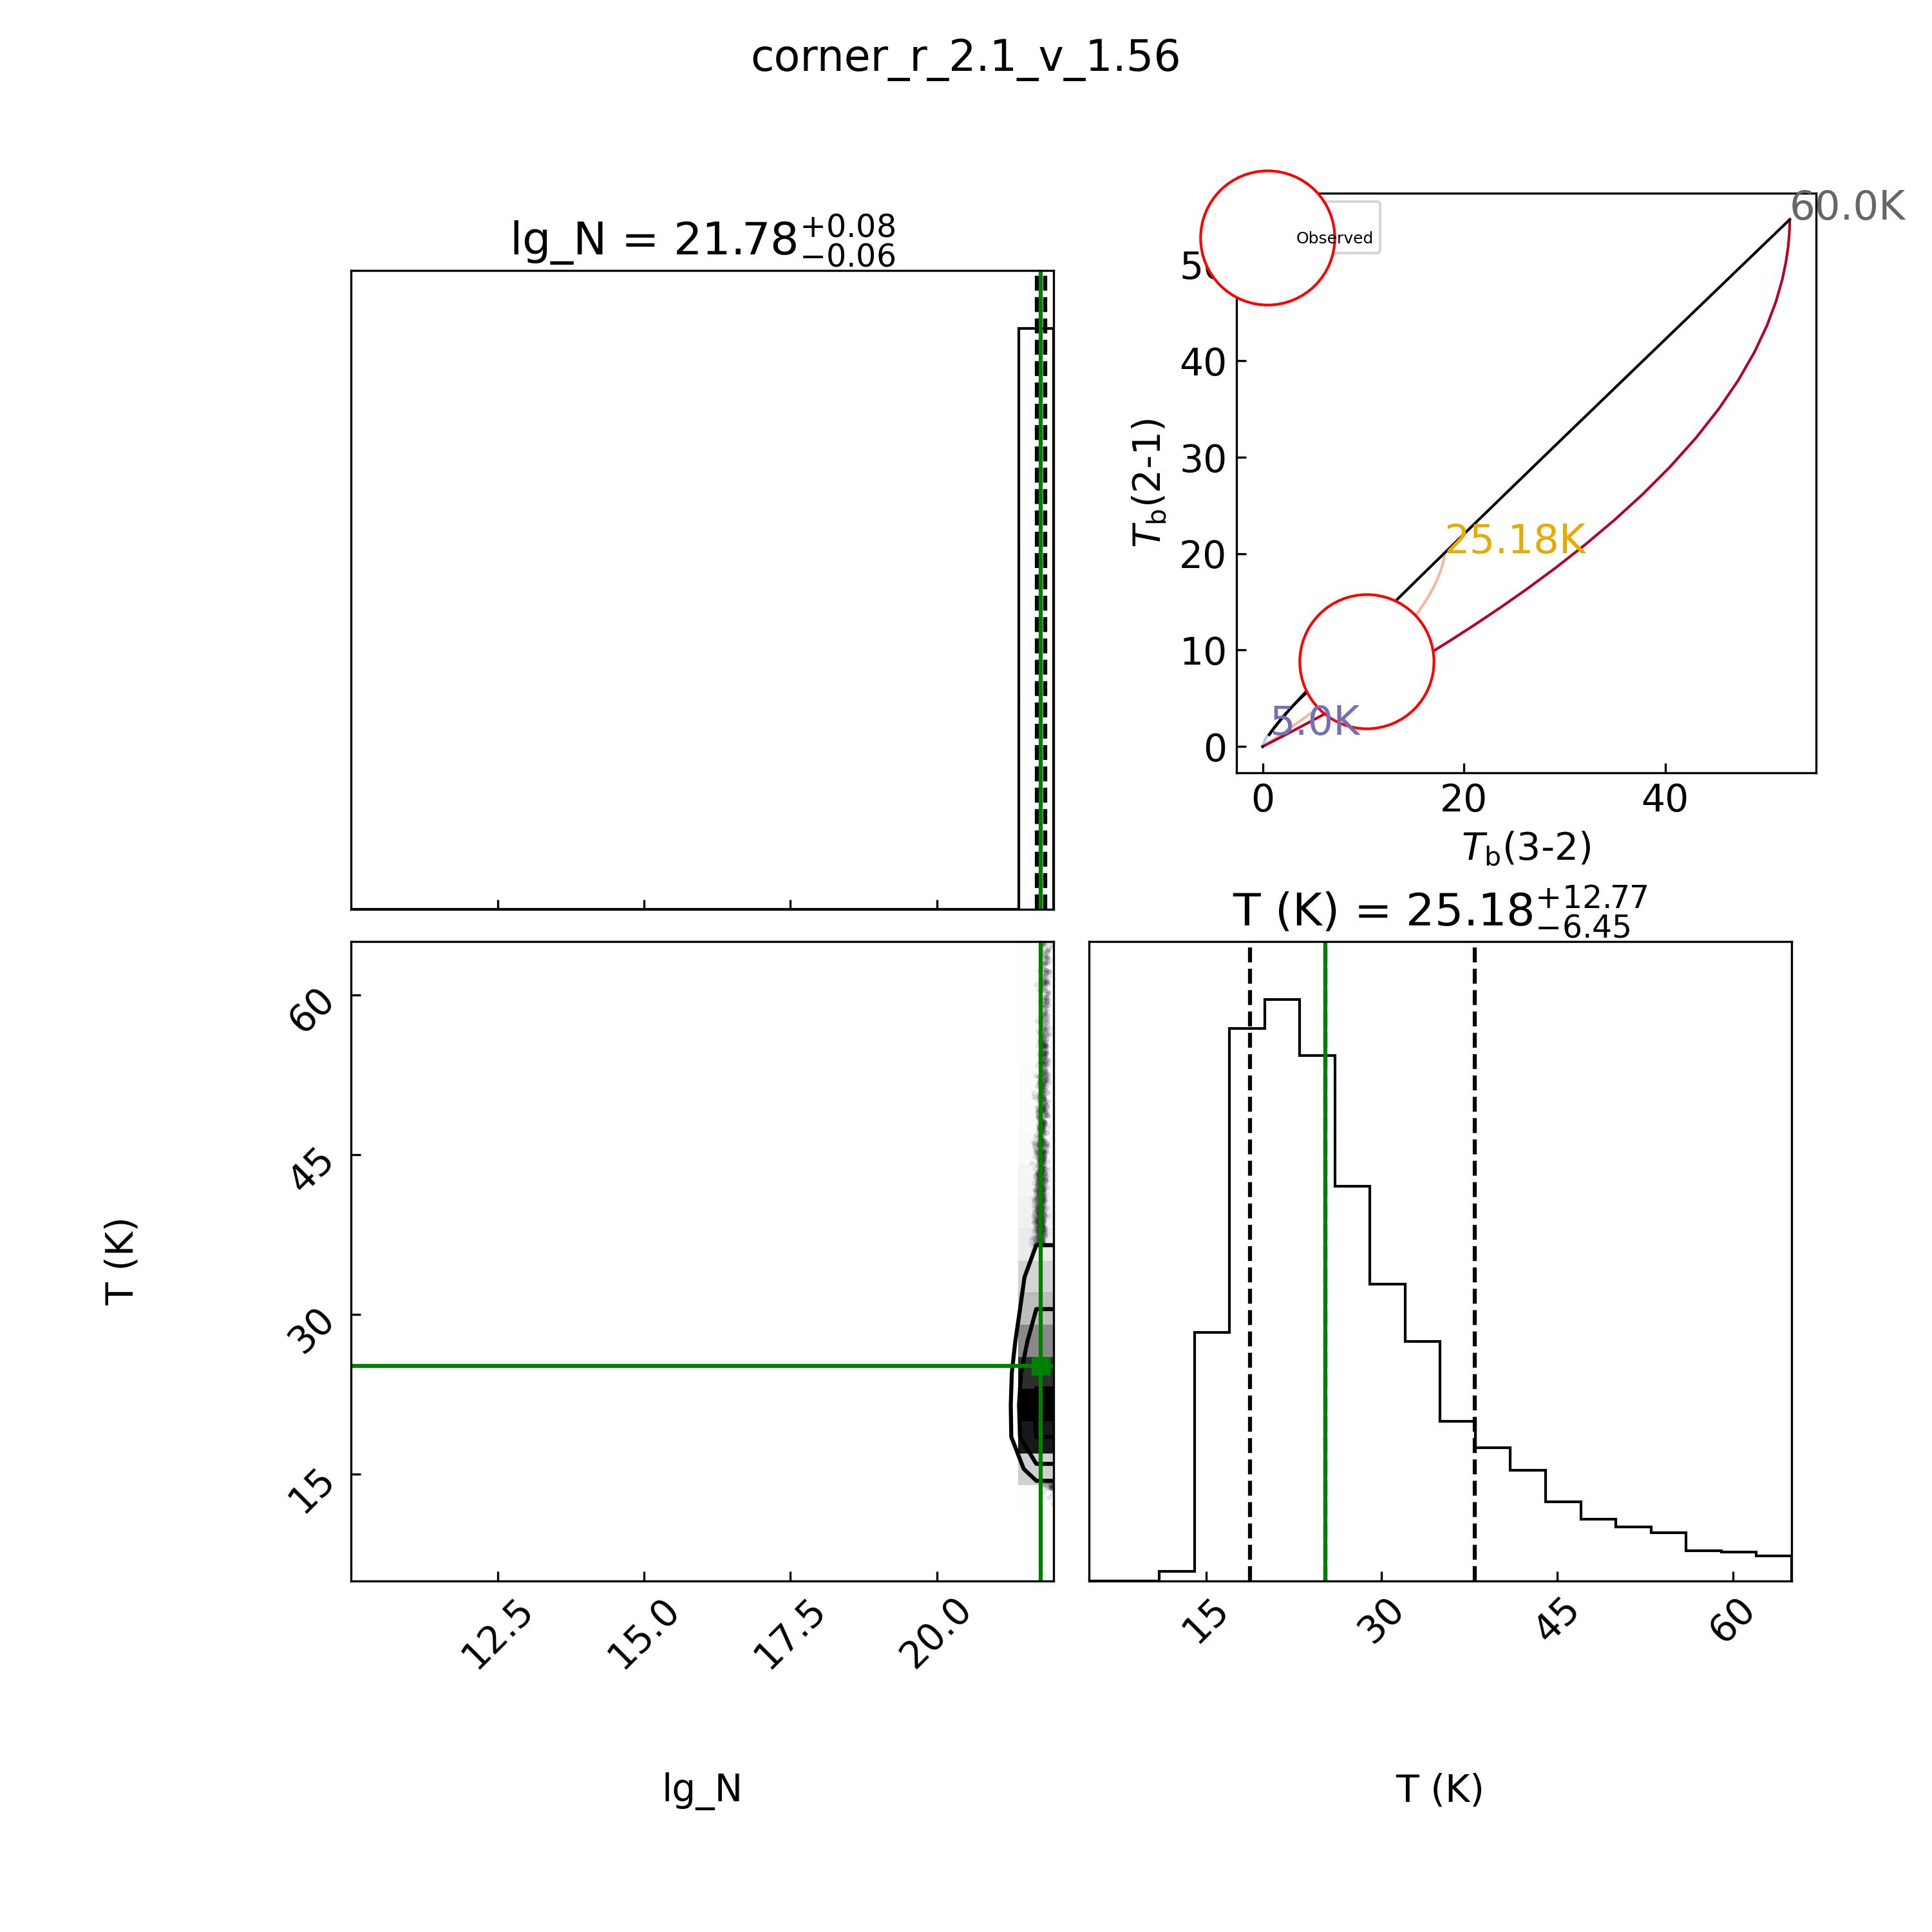 corner_r_2.1_v_1.56
lg_N = 21.78+0.08−0.06
Observed
60.0K
40
30
20
10
0
T_b(2-1)
25.18K
5.0K
0 20 40
T_b(3-2)
T (K) = 25.18+12.77−6.45
60
45
30
15
T (K)
12.5 15.0 17.5 20.0
lg_N
15 30 45 60
T (K)